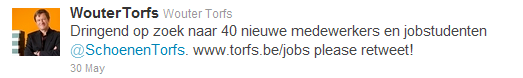 WouterTorfs Wouter Torfs
Dringend op zoek naar 40 nieuwe medewerkers en jobstudenten
@SchoenenTorfs. www.torfs.be/jobs please retweet!
30 May